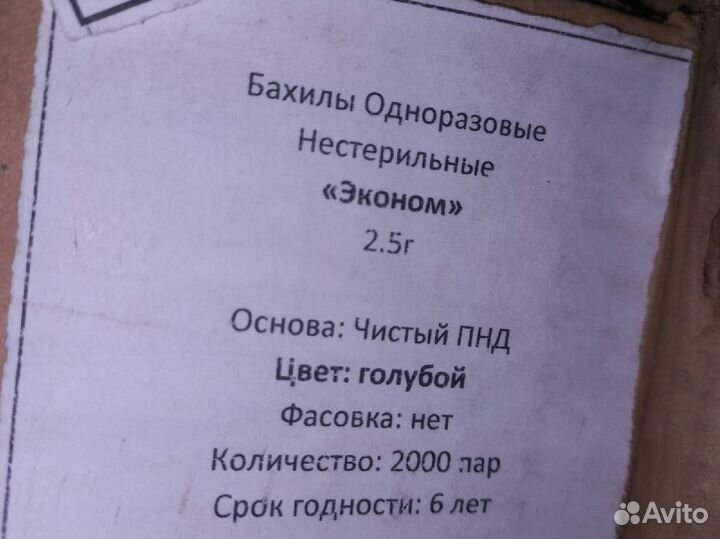 Бахилы Одноразовые
Нестерильные
«Эконом»
2.5г
Основа: Чистый ПНД
Цвет: голубой
Фасовка: нет
Количество: 2000 пар
Срок годности: 6 лет
Avito